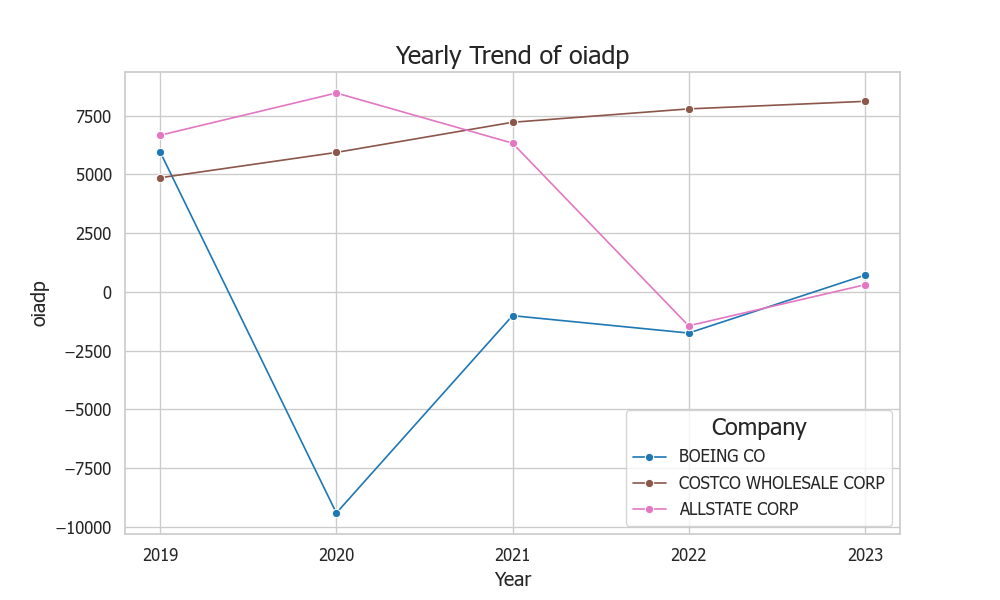 Yearly Trend of oiadp
7500
5000
2500
0
−2500
−5000
−7500
−10000
oiadp
2019 2020 2021 2022 2023
Year
Company
BOEING CO
COSTCO WHOLESALE CORP
ALLSTATE CORP